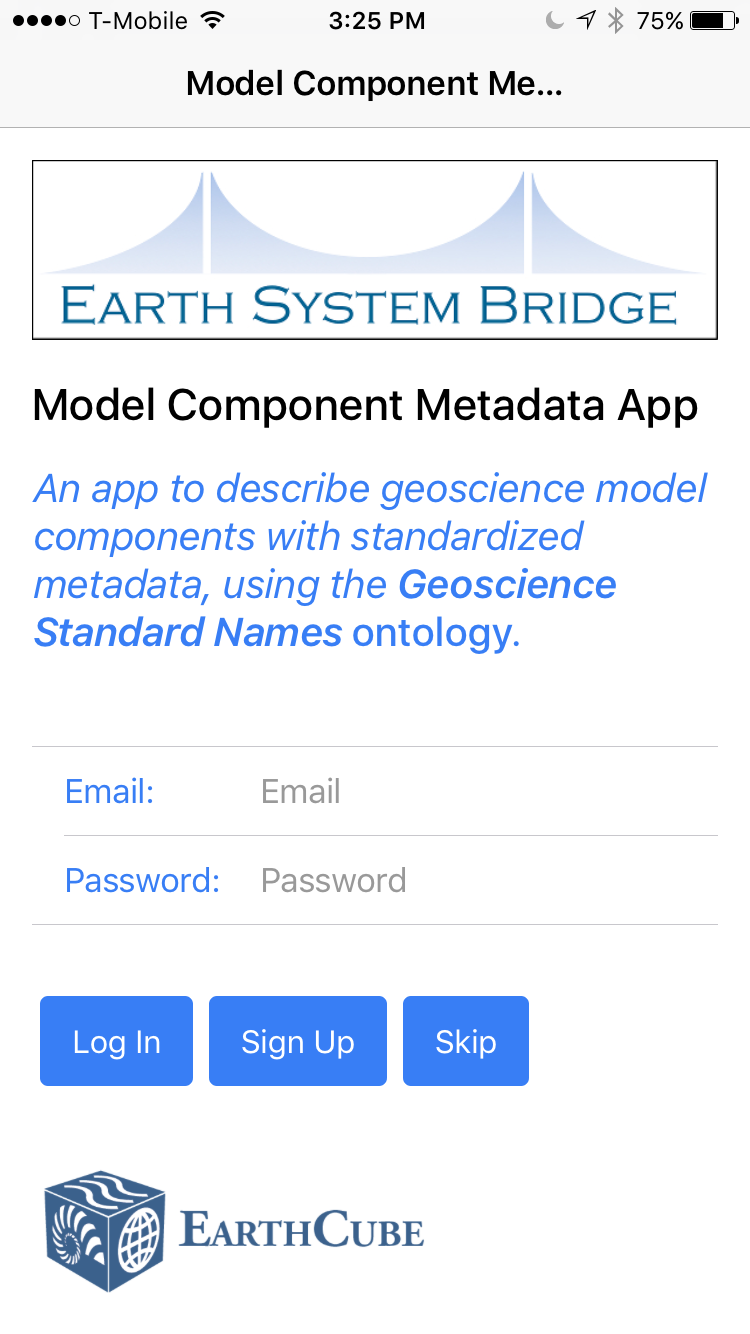 T-Mobile 3:25 PM 75%
Model Component Me...
EARTH SYSTEM BRIDGE
Model Component Metadata App
An app to describe geoscience model
components with standardized
metadata, using the Geoscience
Standard Names ontology.
Email: Email
Password: Password
Log In Sign Up Skip
EARTHCUBE